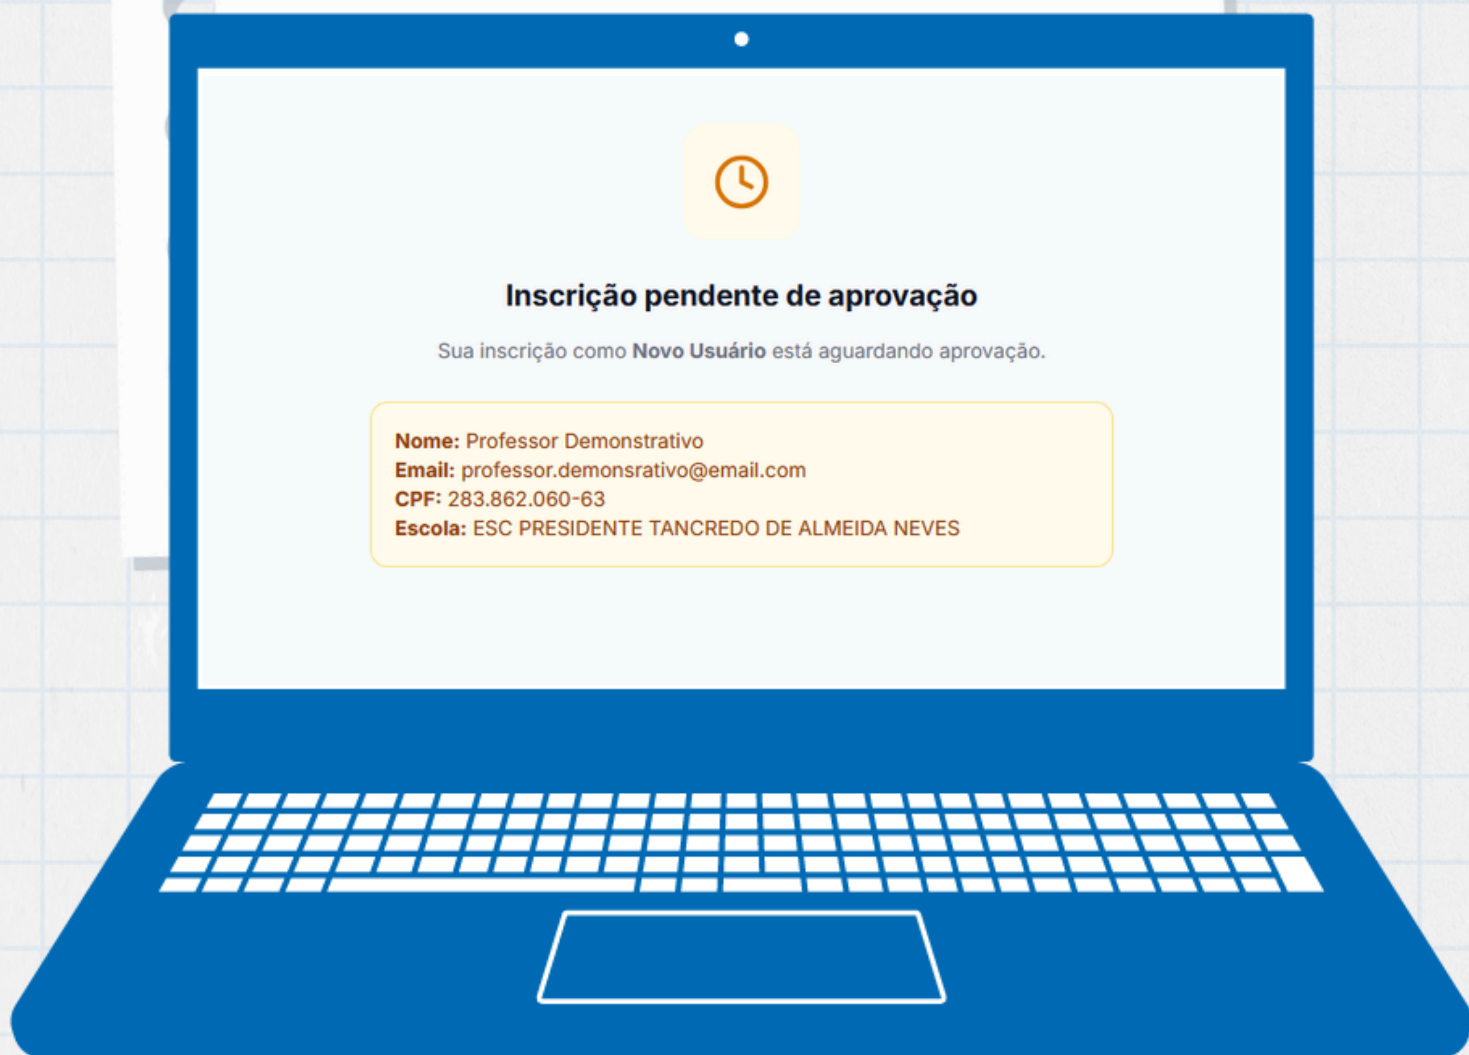 Inscrição pendente de aprovação
Sua inscrição como Novo Usuário está aguardando aprovação.
Nome: Professor Demonstrativo
Email: professor.demonsrativo@email.com
CPF: 283.862.060-63
Escola: ESC PRESIDENTE TANCREDO DE ALMEIDA NEVES